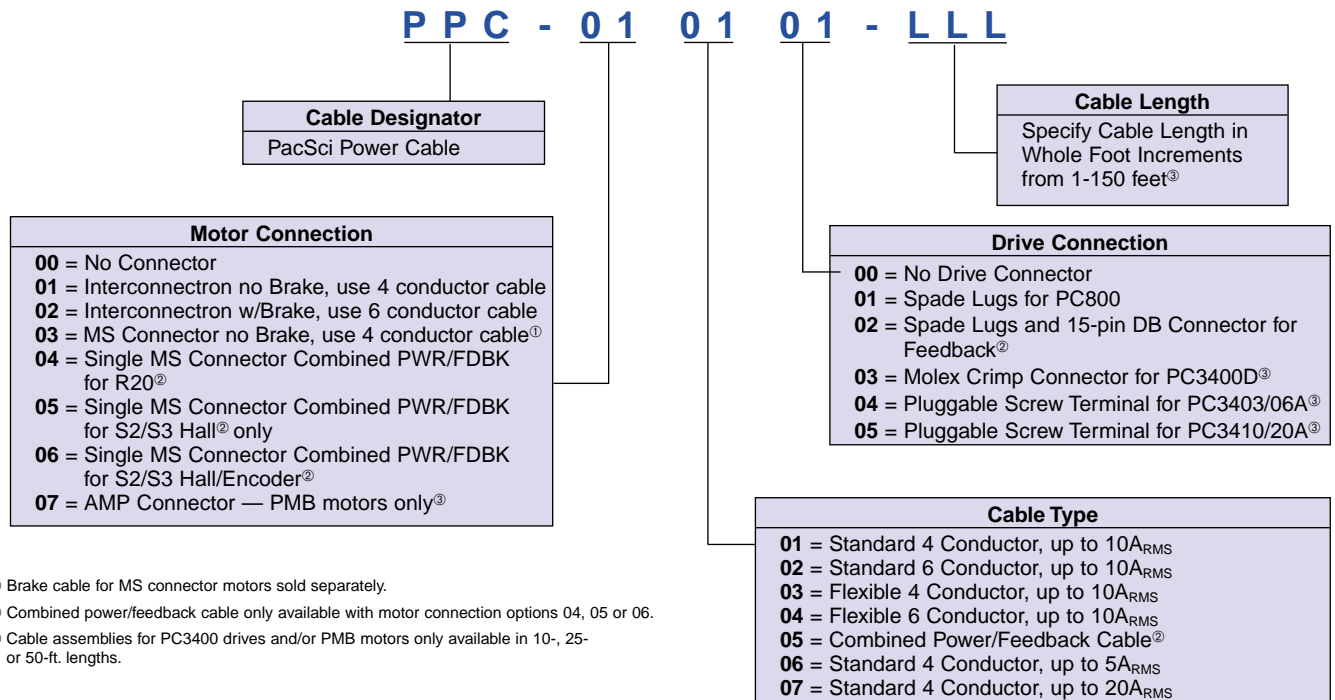 PPC - 01 01 01 - LLL
Cable Designator
PacSci Power Cable
Cable Length
Specify Cable Length in
Whole Foot Increments
from 1-150 feet③
Motor Connection
00 = No Connector
01 = Interconnectron no Brake, use 4 conductor cable
02 = Interconnectron w/Brake, use 6 conductor cable
03 = MS Connector no Brake, use 4 conductor cable①
04 = Single MS Connector Combined PWR/FDBK
for R20②
05 = Single MS Connector Combined PWR/FDBK
for S2/S3 Hall② only
06 = Single MS Connector Combined PWR/FDBK
for S2/S3 Hall/Encoder②
07 = AMP Connector — PMB motors only③
Drive Connection
00 = No Drive Connector
01 = Spade Lugs for PC800
02 = Spade Lugs and 15-pin DB Connector for
Feedback②
03 = Molex Crimp Connector for PC3400D③
04 = Pluggable Screw Terminal for PC3403/06A③
05 = Pluggable Screw Terminal for PC3410/20A③
Cable Type
01 = Standard 4 Conductor, up to 10ARMS
02 = Standard 6 Conductor, up to 10ARMS
03 = Flexible 4 Conductor, up to 10ARMS
04 = Flexible 6 Conductor, up to 10ARMS
05 = Combined Power/Feedback Cable②
06 = Standard 4 Conductor, up to 5ARMS
07 = Standard 4 Conductor, up to 20ARMS
Brake cable for MS connector motors sold separately.
Combined power/feedback cable only available with motor connection options 04, 05 or 06.
Cable assemblies for PC3400 drives and/or PMB motors only available in 10-, 25-
or 50-ft. lengths.